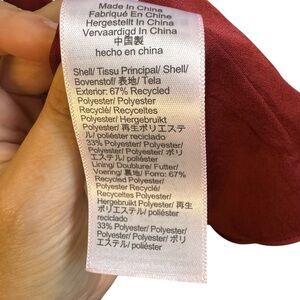 Made In China
Fabriqué En Chine
Hergestellt In China
Vervaardigd In China
中国製
hecho en china
Shell/ Tissu Principal/ Shell/
Bovenstof/ 表地/ Tela
Exterior: 67% Recycled
Polyester/ Polyester
Recyclé/ Recyceltes
Polyester/ Hergebruikt
Polyester/ 再生ポリエステ
ル/ poliéster reciclado
33% Polyester/ Polyester/
Polyester/ Polyester/ ポリ
エステル/ poliéster
Lining/ Doublure/ Futter/
Voering/ 裏地/ Forro: 67%
Recycled Polyester/
Polyester Recyclé/
Recyceltes Polyester/
Hergebruikt Polyester/ 再
生ポリエステル/ poliéster
reciclado
33% Polyester/ Polyester/
Polyester/ Polyester/ ポリ
エステル/ poliéster